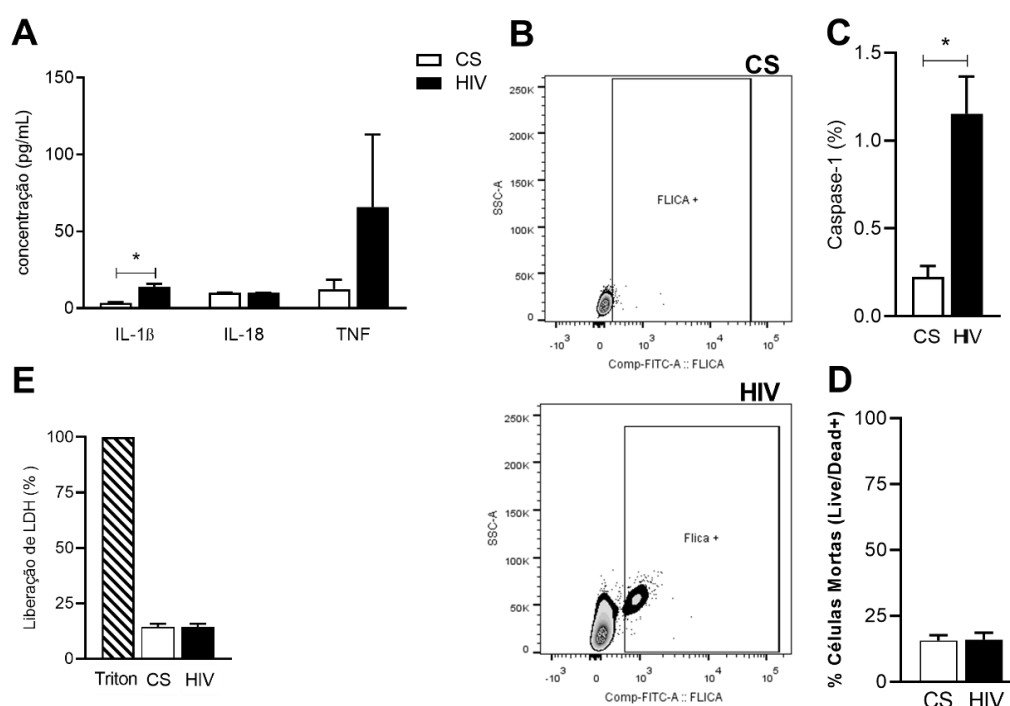 A
CS
HIV
150
100
50
0
concentração (pg/mL)
*
IL-1ß
IL-18
TNF
B
CS
250K
200K
150K
100K
50K
0
SSC-A
FLICA +
-10³
0
10³
10⁴
10⁵
Comp-FITC-A :: FLICA
HIV
250K
200K
150K
100K
50K
0
SSC-A
Flica +
-10³
0
10³
10⁴
10⁵
Comp-FITC-A :: FLICA
C
1.5
1.0
0.5
0.0
Caspase-1 (%)
*
CS
HIV
D
100
75
50
25
0
% Células Mortas (Live/Dead+)
CS
HIV
E
100
75
50
25
0
Liberação de LDH (%)
Triton
CS
HIV